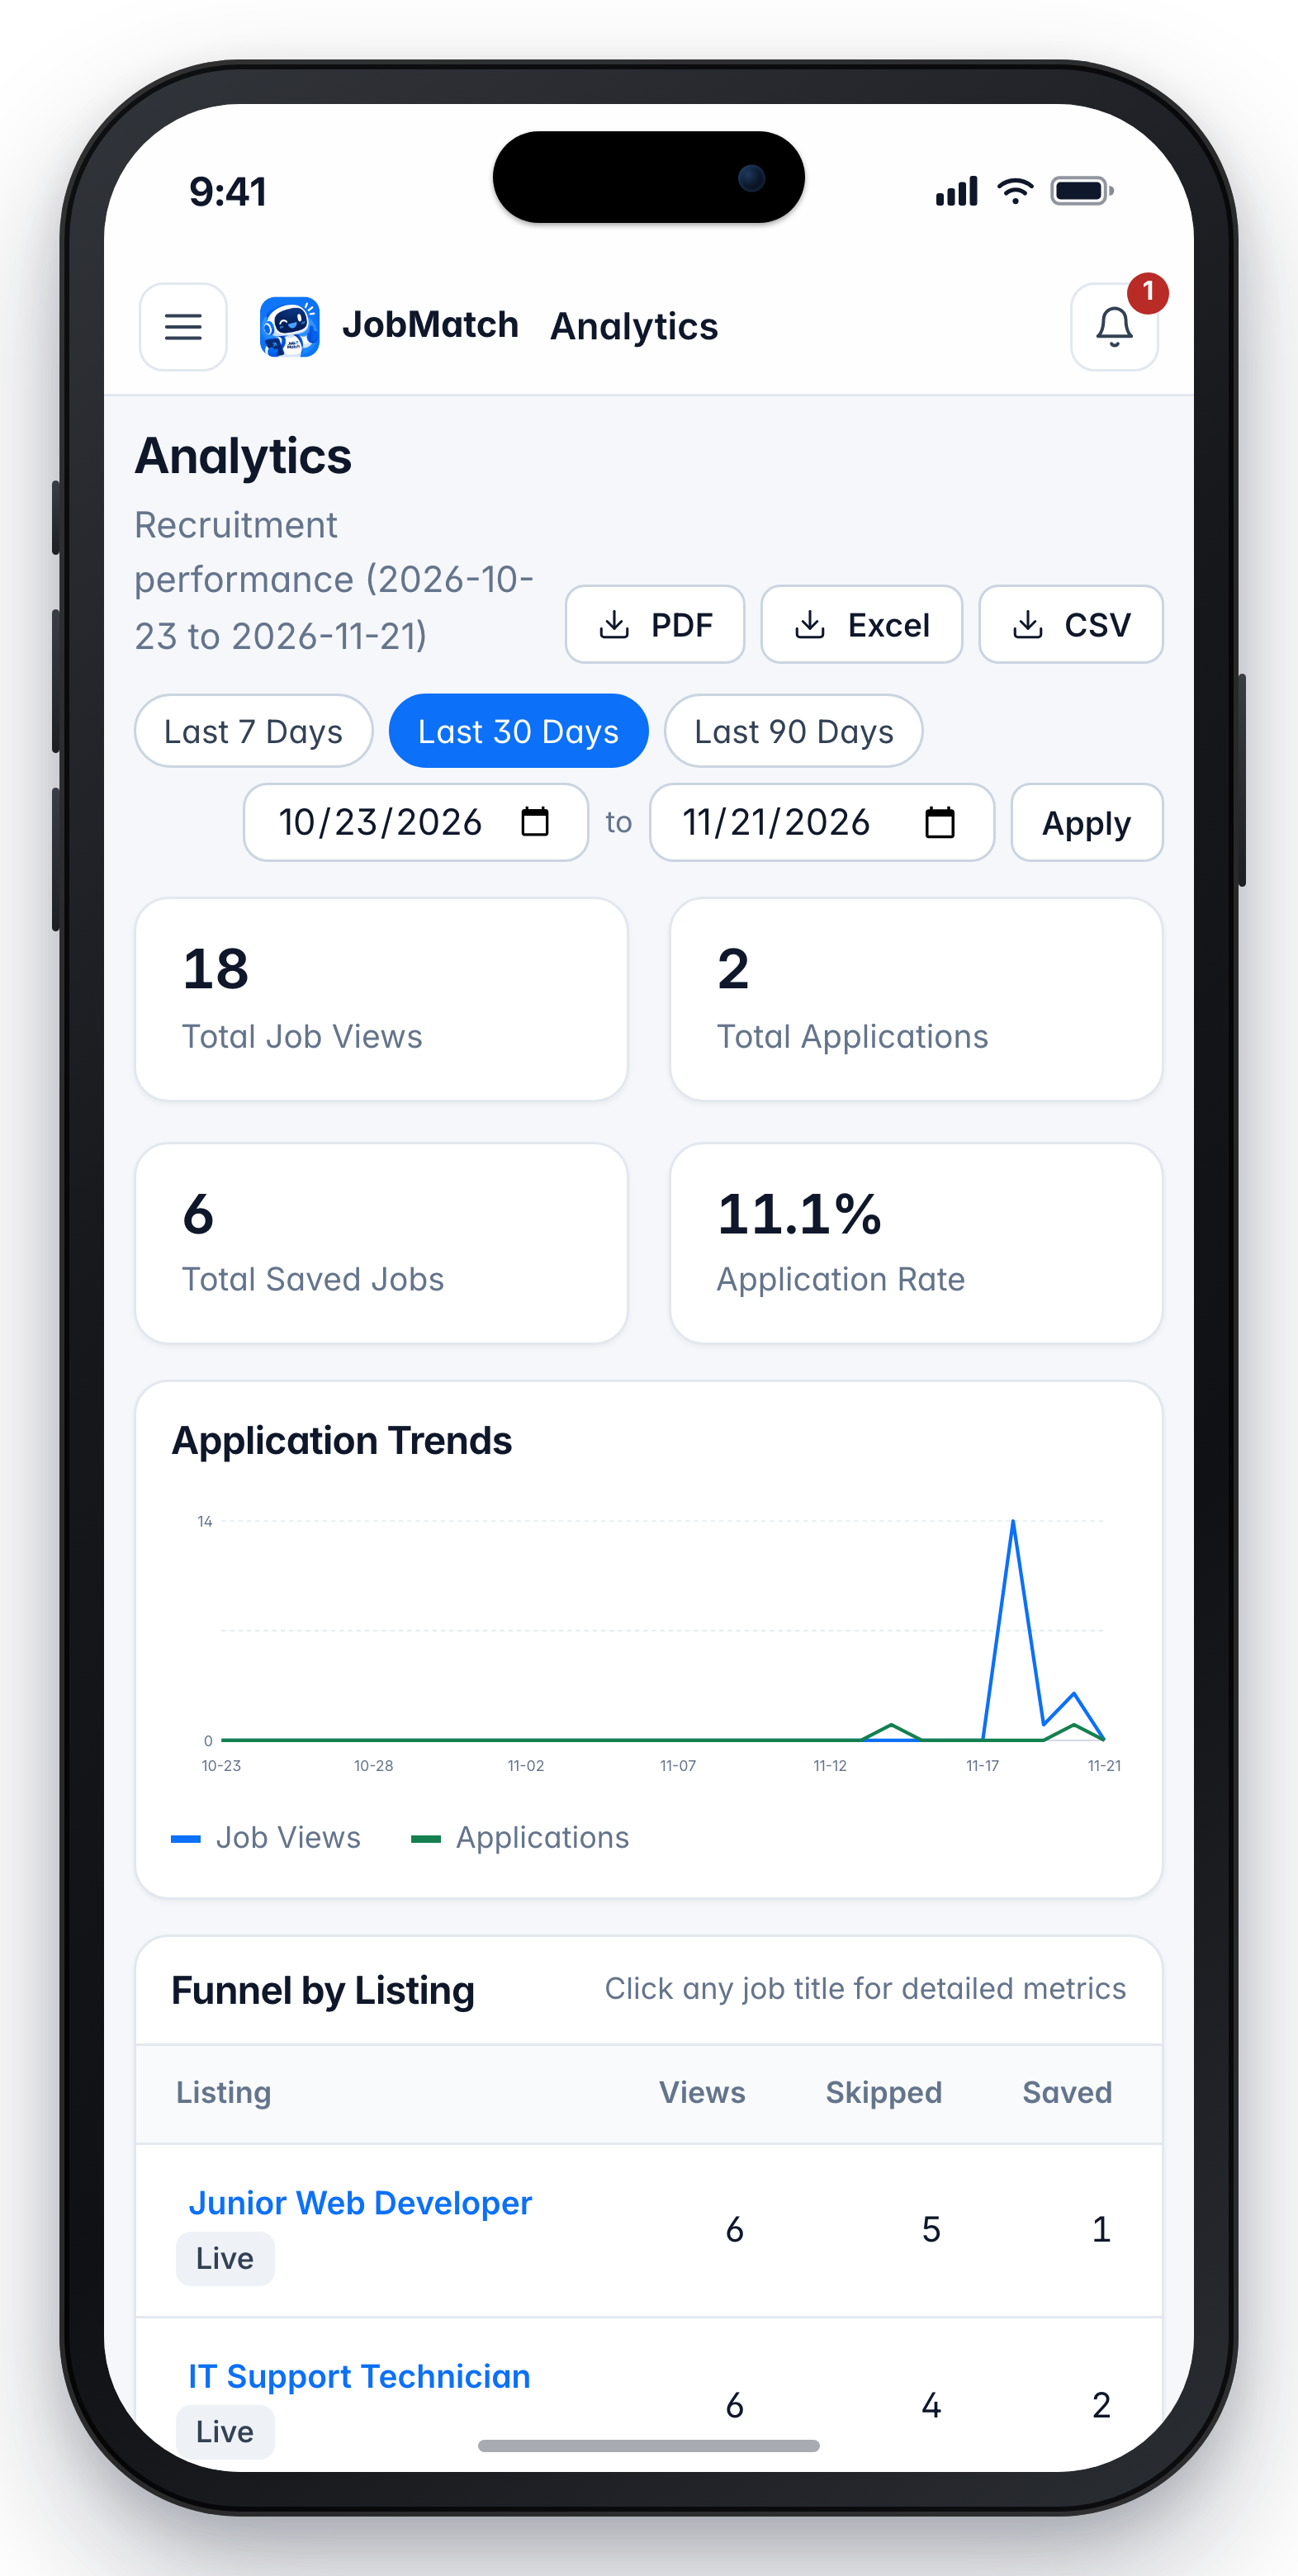 9:41
JobMatch Analytics
1
Analytics
Recruitment
performance (2026-10-
23 to 2026-11-21)
PDF Excel CSV
Last 7 Days Last 30 Days Last 90 Days
10/23/2026 to 11/21/2026 Apply
18
Total Job Views
2
Total Applications
6
Total Saved Jobs
11.1%
Application Rate
Application Trends
14
0
10-23 10-28 11-02 11-07 11-12 11-17 11-21
Job Views Applications
Funnel by Listing Click any job title for detailed metrics
Listing Views Skipped Saved
Junior Web Developer
Live
6 5 1
IT Support Technician
Live
6 4 2